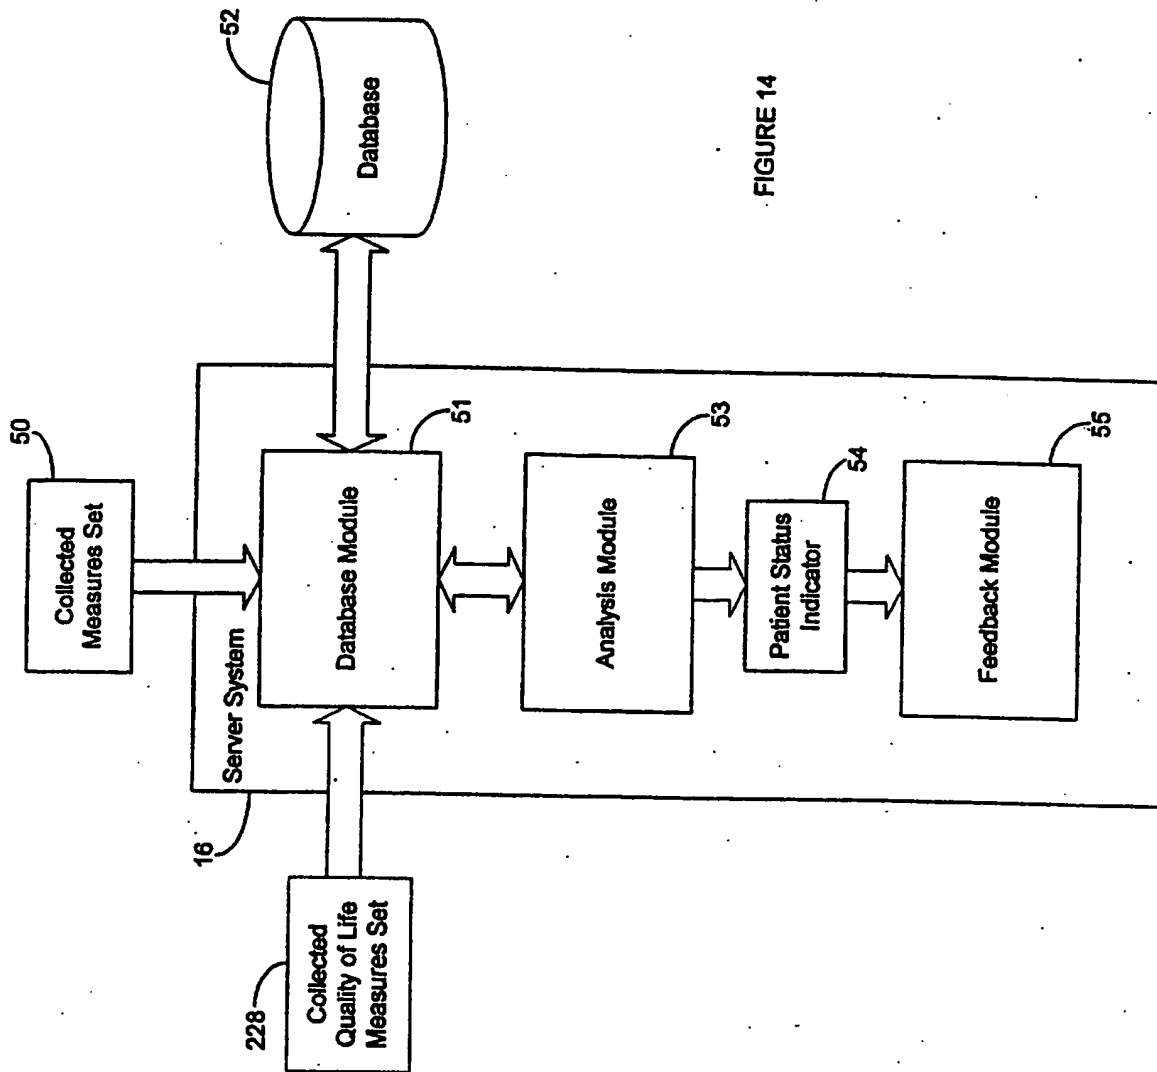 50
Collected
Measures Set
52
Database
16
Server System
228
Collected
Quality of Life
Measures Set
Database Module
51
Analysis Module
53
Patient Status
Indicator
54
Feedback Module
55
FIGURE 14